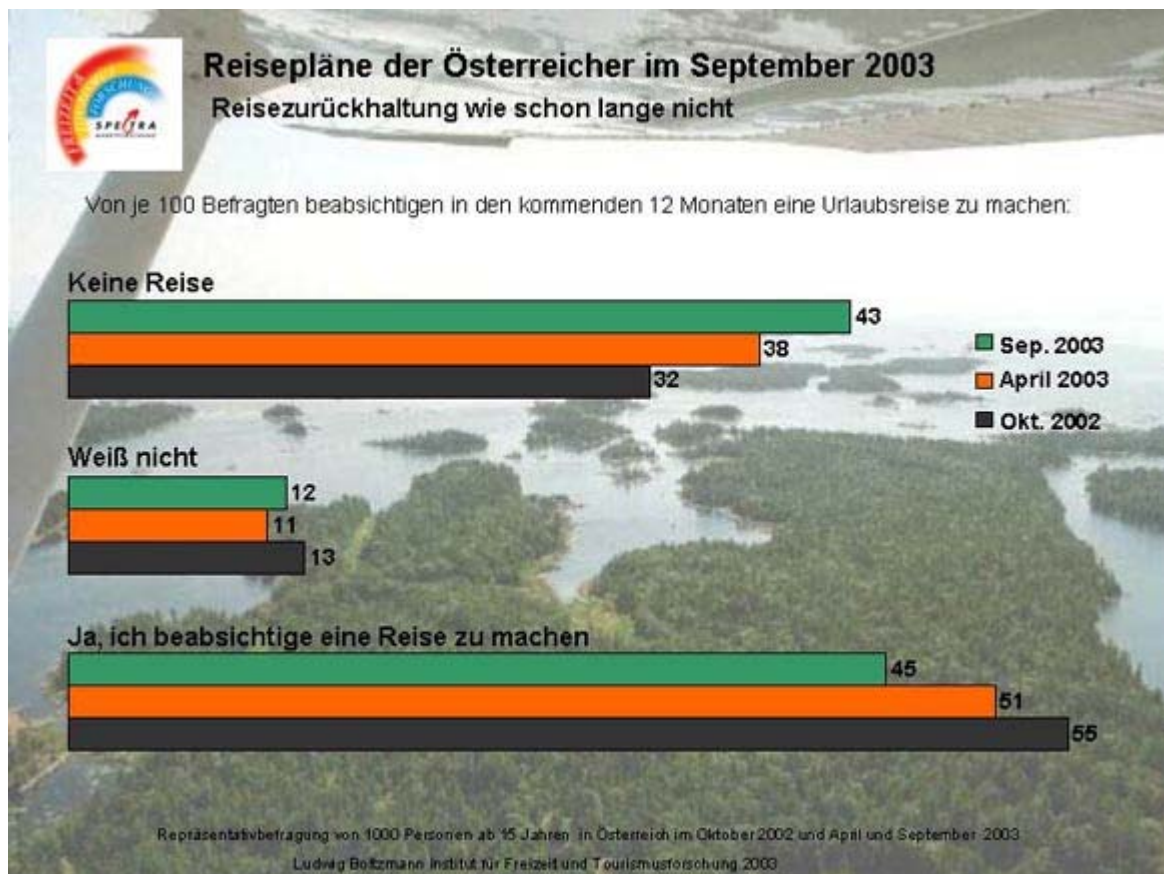 FREIZEIT
FORSCHUNG
SPECTRA
Reisepläne der Österreicher im September 2003
Reisezurückhaltung wie schon lange nicht
Von je 100 Befragten beabsichtigen in den kommenden 12 Monaten eine Urlaubsreise zu machen:
Keine Reise
43
38
32
Sep. 2003
April 2003
Okt. 2002
Weiß nicht
12
11
13
Ja, ich beabsichtige eine Reise zu machen
45
51
55
Repräsentativbefragung von 1000 Personen ab 15 Jahren in Österreich im Oktober 2002 und April und September 2003
Ludwig Boltzmann Institut für Freizeit und Tourismusforschung 2003